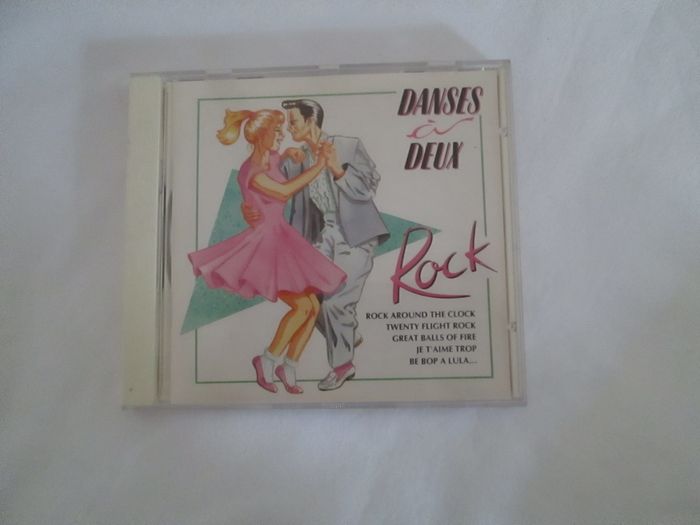 DANSES
à
DEUX
Rock
ROCK AROUND THE CLOCK
TWENTY FLIGHT ROCK
GREAT BALLS OF FIRE
JE T'AIME TROP
BE BOP A LULA,...